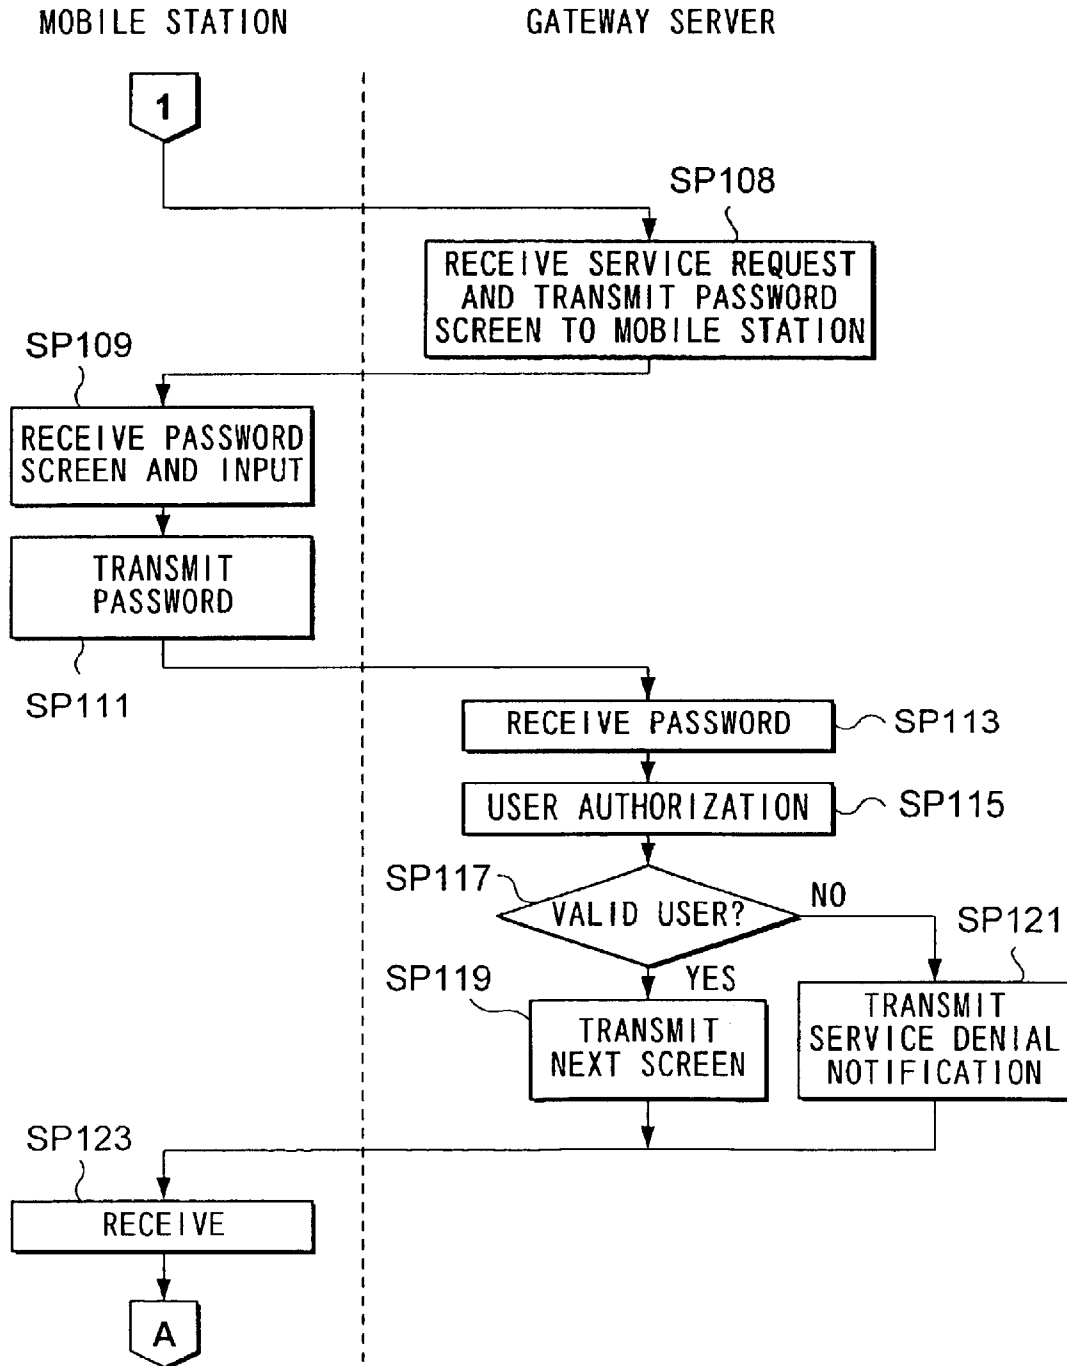 MOBILE STATION
GATEWAY SERVER
1
SP108
RECEIVE SERVICE REQUEST
AND TRANSMIT PASSWORD
SCREEN TO MOBILE STATION
SP109
RECEIVE PASSWORD
SCREEN AND INPUT
TRANSMIT
PASSWORD
SP111
RECEIVE PASSWORD
SP113
USER AUTHORIZATION
SP115
SP117
VALID USER?
NO
SP121
YES
SP119
TRANSMIT
NEXT SCREEN
TRANSMIT
SERVICE DENIAL
NOTIFICATION
SP123
RECEIVE
A